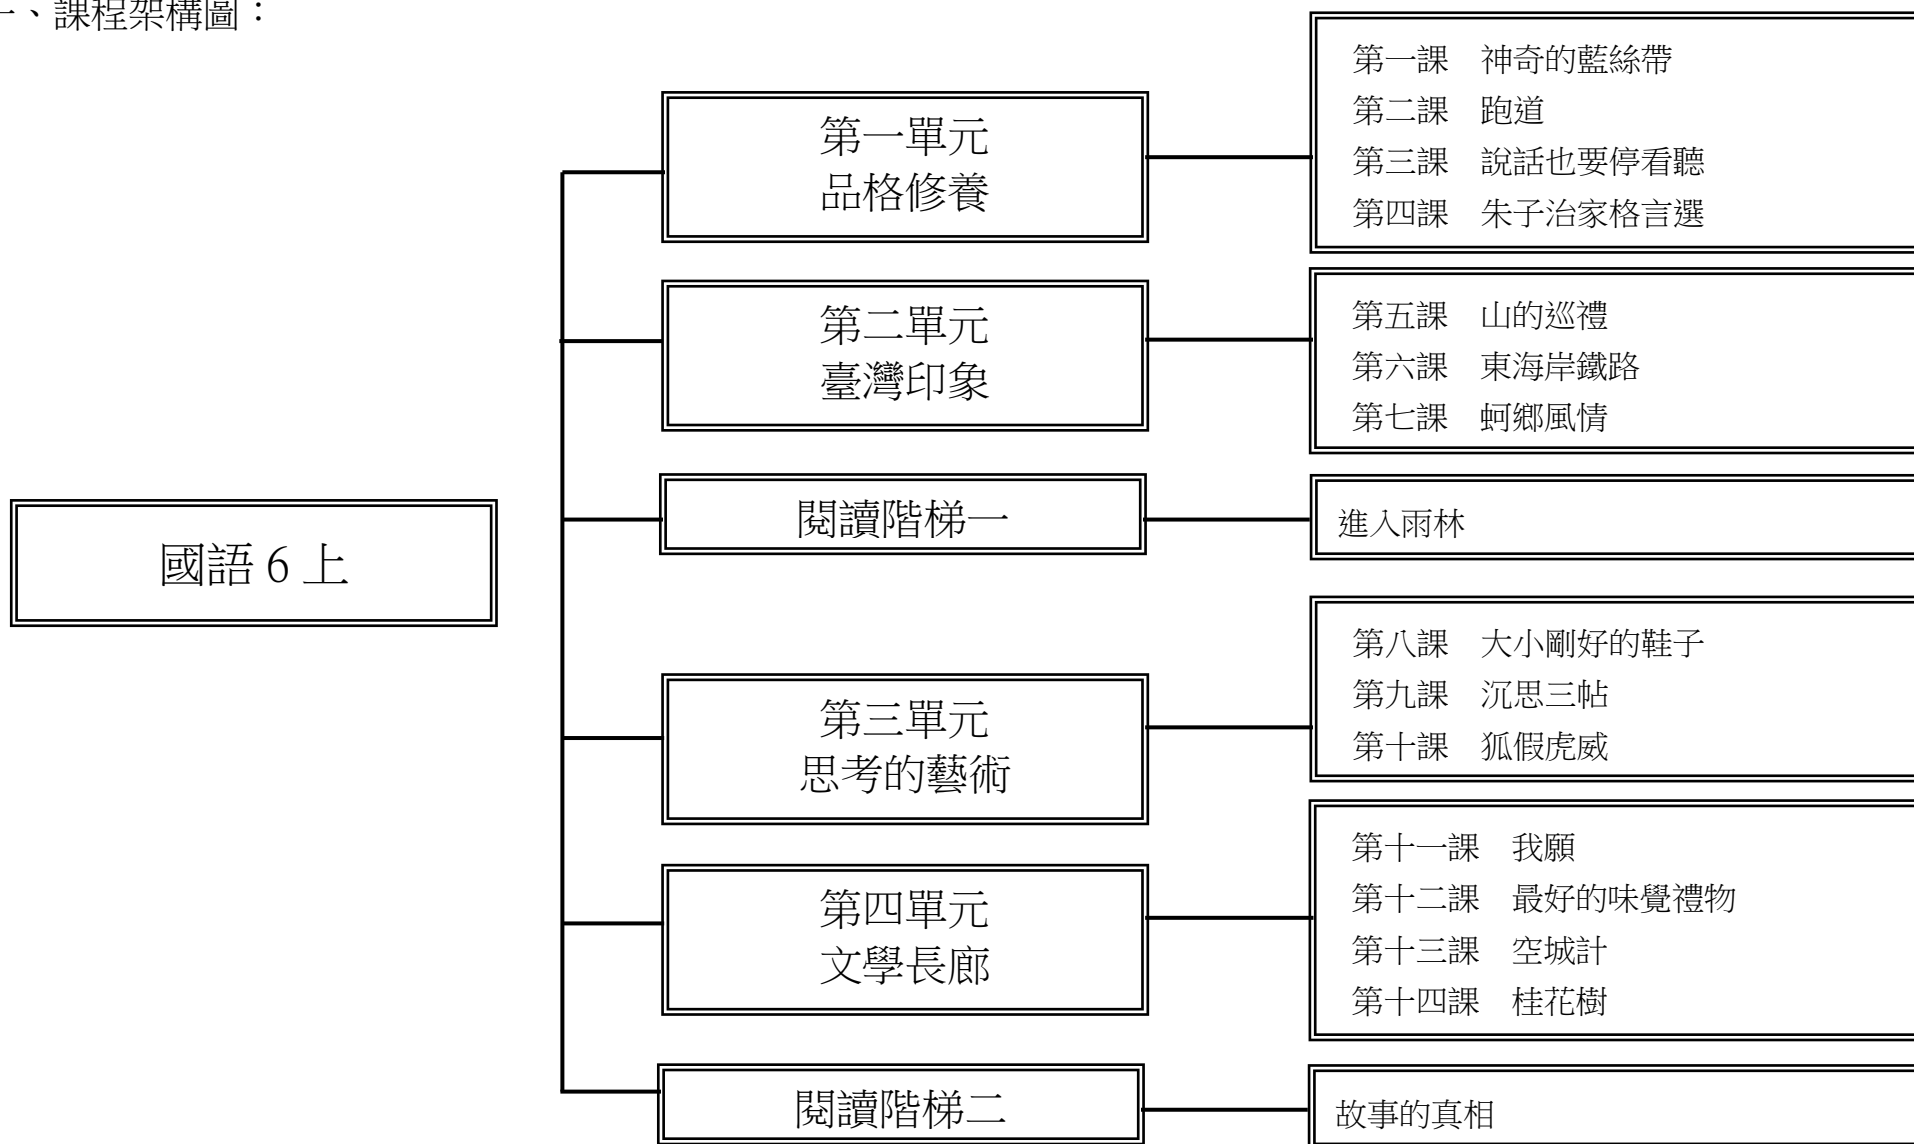 一、課程架構圖：
國語 6 上
第一單元
品格修養
第一課　神奇的藍絲帶
第二課　跑道
第三課　說話也要停看聽
第四課　朱子治家格言選
第二單元
臺灣印象
第五課　山的巡禮
第六課　東海岸鐵路
第七課　蚵鄉風情
閱讀階梯一
進入雨林
第三單元
思考的藝術
第八課　大小剛好的鞋子
第九課　沉思三帖
第十課　狐假虎威
第四單元
文學長廊
第十一課　我願
第十二課　最好的味覺禮物
第十三課　空城計
第十四課　桂花樹
閱讀階梯二
故事的真相